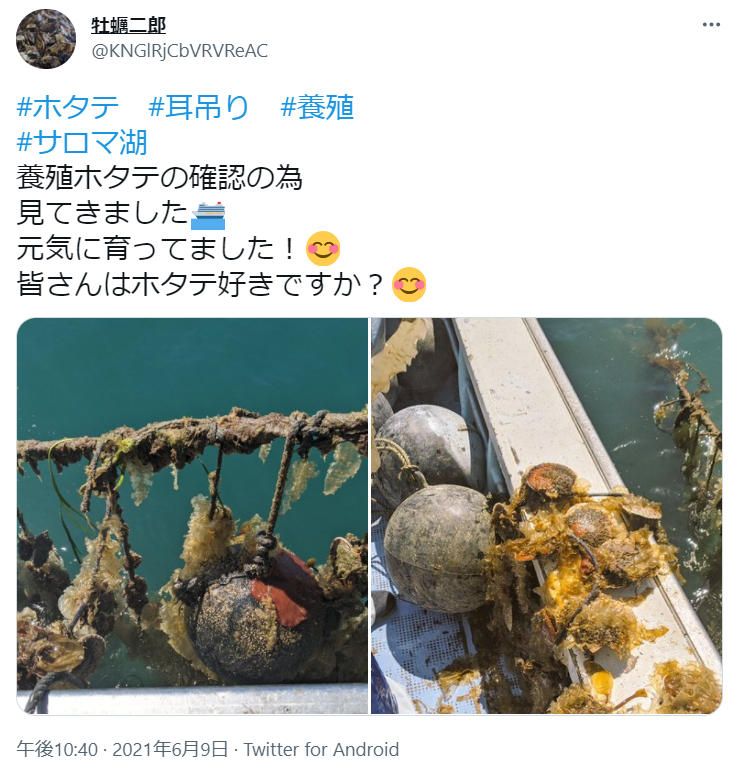 牡蠣二郎
@KNGlRjCbVRVReAC
#ホタテ　#耳吊り　#養殖
#サロマ湖
養殖ホタテの確認の為
見てきました🛳
元気に育ってました！😊
皆さんはホタテ好きですか？😊
午後10:40 · 2021年6月9日 · Twitter for Android